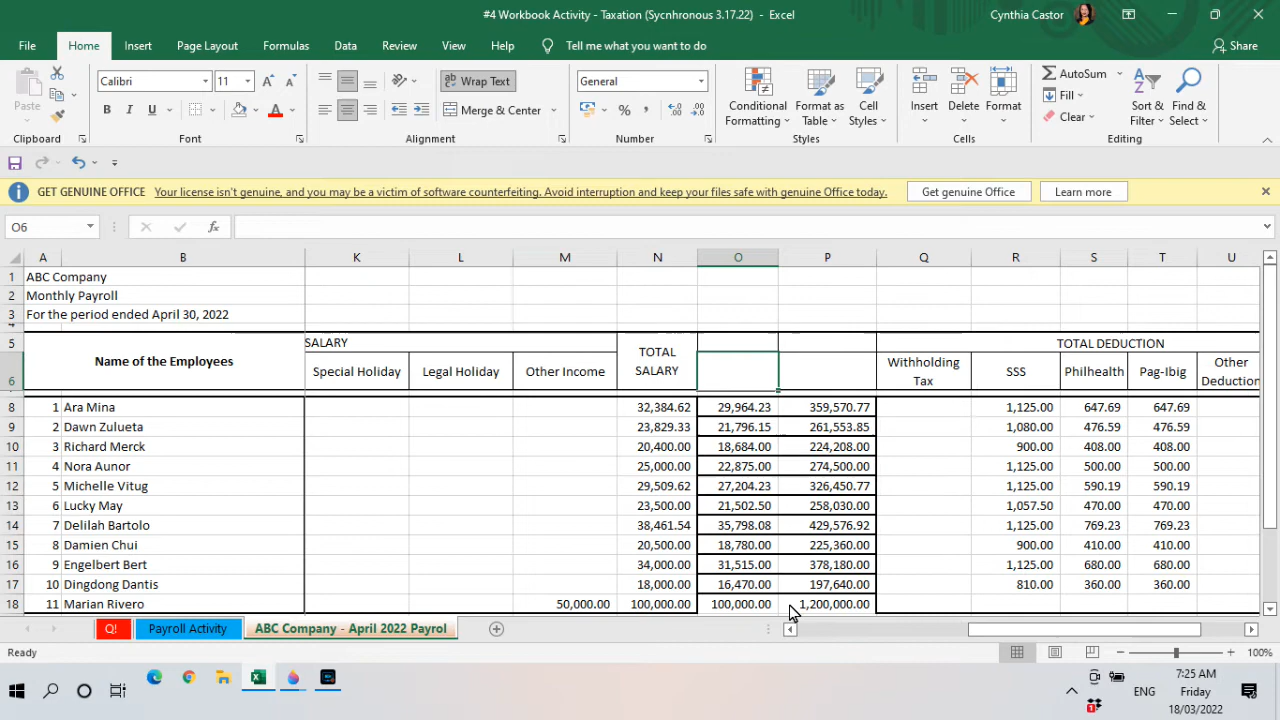 #4 Workbook Activity - Taxation (Sycnhronous 3.17.22) - Excel
Cynthia Castor
File Home Insert Page Layout Formulas Data Review View Help Tell me what you want to do Share
Paste
Calibri 11
Wrap Text
General
Merge & Center
Conditional Formatting
Format as Table
Cell Styles
Insert
Delete
Format
AutoSum
Fill
Clear
Sort & Filter
Find & Select
Clipboard Font Alignment Number Styles Cells Editing
GET GENUINE OFFICE Your license isn't genuine, and you may be a victim of software counterfeiting. Avoid interruption and keep your files safe with genuine Office today. Get genuine Office Learn more
O6 fx
A B K L M N O P Q R S T U
1 ABC Company
2 Monthly Payroll
3 For the period ended April 30, 2022
4
5 SALARY TOTAL DEDUCTION
6 Name of the Employees Special Holiday Legal Holiday Other Income TOTAL SALARY Withholding Tax SSS Philhealth Pag-Ibig Other Deduction
8 1 Ara Mina 32,384.62 29,964.23 359,570.77 1,125.00 647.69 647.69
9 2 Dawn Zulueta 23,829.33 21,796.15 261,553.85 1,080.00 476.59 476.59
10 3 Richard Merck 20,400.00 18,684.00 224,208.00 900.00 408.00 408.00
11 4 Nora Aunor 25,000.00 22,875.00 274,500.00 1,125.00 500.00 500.00
12 5 Michelle Vitug 29,509.62 27,204.23 326,450.77 1,125.00 590.19 590.19
13 6 Lucky May 23,500.00 21,502.50 258,030.00 1,057.50 470.00 470.00
14 7 Delilah Bartolo 38,461.54 35,798.08 429,576.92 1,125.00 769.23 769.23
15 8 Damien Chui 20,500.00 18,780.00 225,360.00 900.00 410.00 410.00
16 9 Engelbert Bert 34,000.00 31,515.00 378,180.00 1,125.00 680.00 680.00
17 10 Dingdong Dantis 18,000.00 16,470.00 197,640.00 810.00 360.00 360.00
18 11 Marian Rivero 50,000.00 100,000.00 100,000.00 1,200,000.00
Q! Payroll Activity ABC Company - April 2022 Payrol
Ready 100%
7:25 AM
ENG Friday
18/03/2022
1